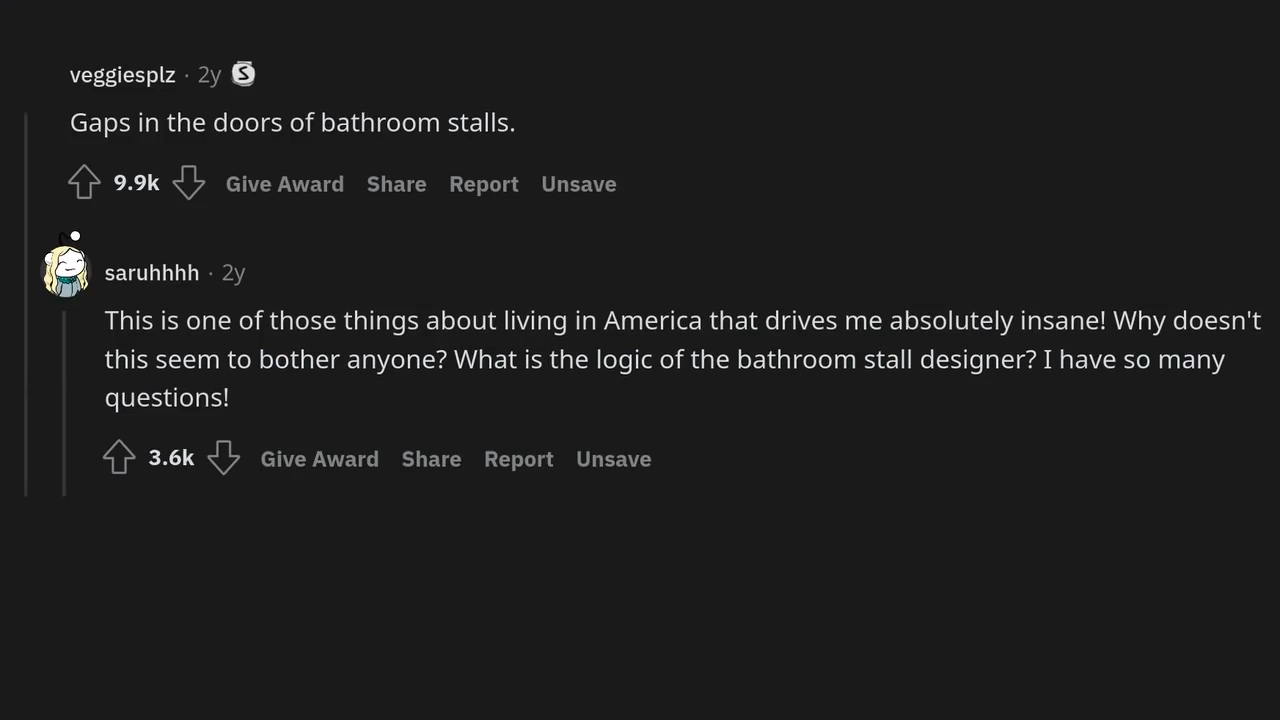 veggiesplz · 2y S
Gaps in the doors of bathroom stalls.
9.9k Give Award Share Report Unsave
saruhhhh · 2y
This is one of those things about living in America that drives me absolutely insane! Why doesn't
this seem to bother anyone? What is the logic of the bathroom stall designer? I have so many
questions!
3.6k Give Award Share Report Unsave